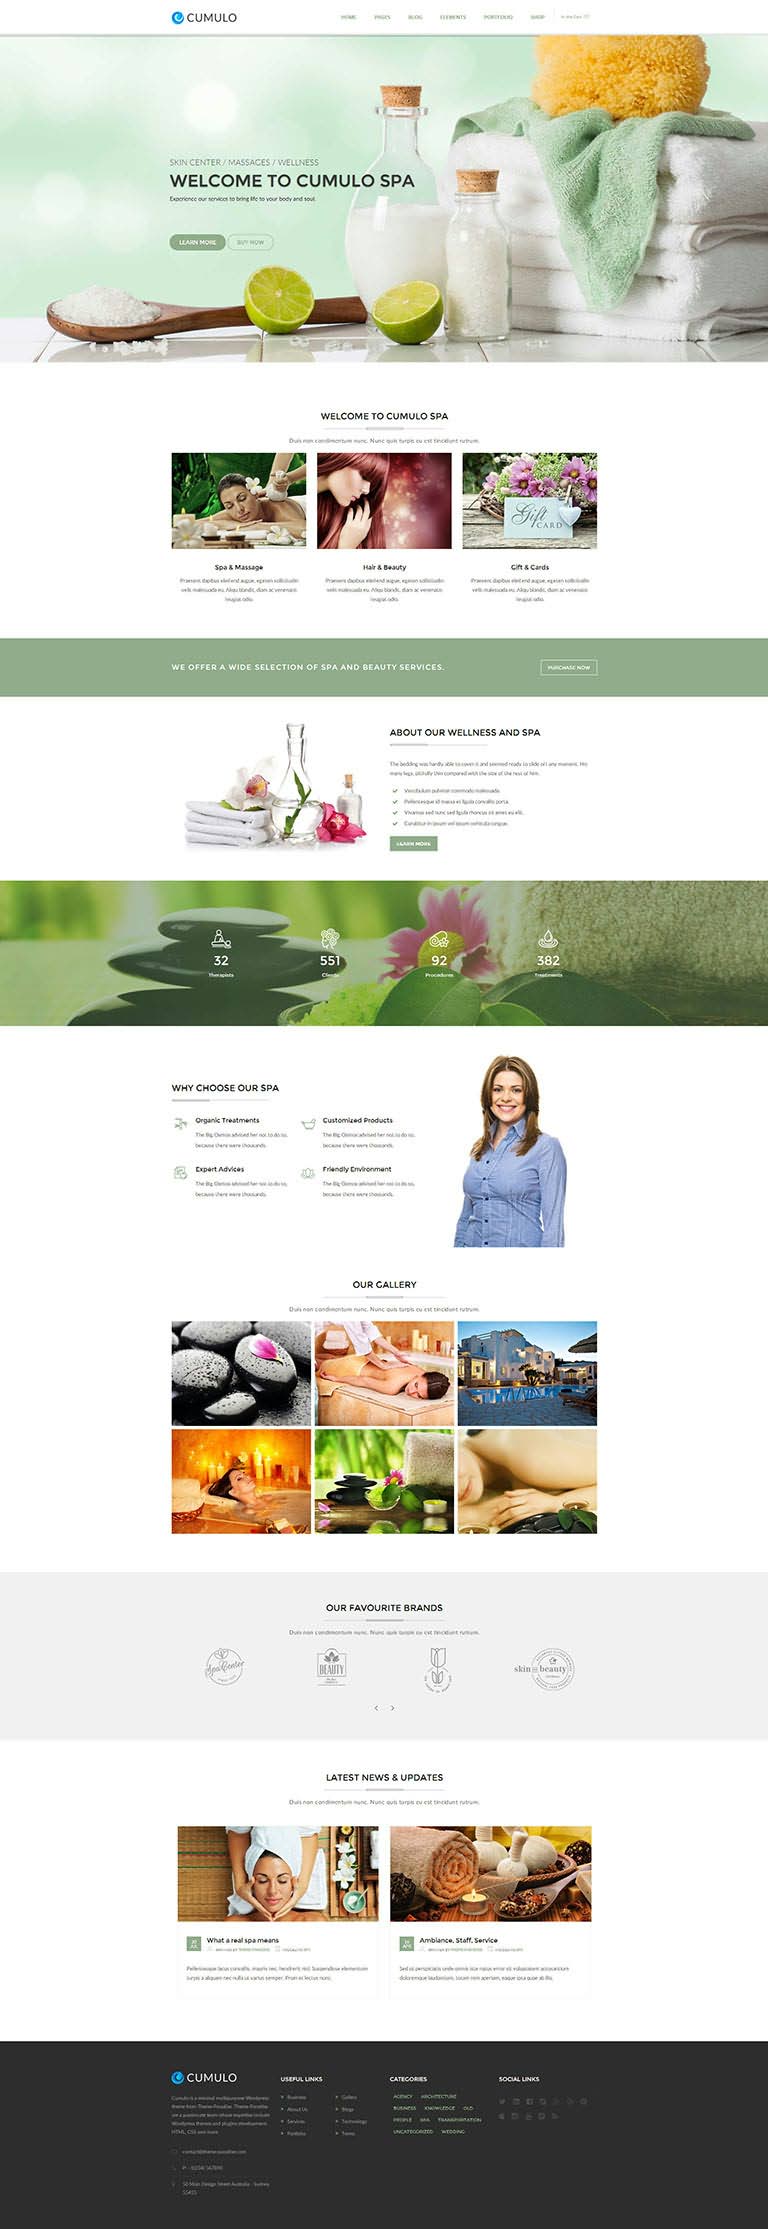 CUMULO
HOME PAGES BLOG ELEMENTS PORTFOLIO SHOP
SKIN CENTER / MASSAGES / WELLNESS
WELCOME TO CUMULO SPA
Experience our services to bring life to your body and soul.
LEARN MORE BUY NOW
WELCOME TO CUMULO SPA
Duis non condimentum nunc. Nunc quis turpis eu est tincidunt rutrum.
Gift
CARD
Spa & Massage
Praesent dapibus eleifend augue, egestas sollicitudin
velit malesuada eu. Aliqu blandis, diam ac venenatis
feugiat odio.
Hair & Beauty
Praesent dapibus eleifend augue, egestas sollicitudin
velit malesuada eu. Aliqu blandis, diam ac venenatis
feugiat odio.
Gift & Cards
Praesent dapibus eleifend augue, egestas sollicitudin
velit malesuada eu. Aliqu blandis, diam ac venenatis
feugiat odio.
WE OFFER A WIDE SELECTION OF SPA AND BEAUTY SERVICES.
PURCHASE NOW
ABOUT OUR WELLNESS AND SPA
The bedding was hardly able to cover it and seemed ready to slide off any moment. His
many legs, pitifully thin compared with the size of the rest of him.
Vestibulum pulvinar commodo malesuada.
Pellentesque id massa et ligula convallis porta.
Vivamus sed nunc sed ligula rhoncus sit amet eu elit.
Curabitur in ipsum vel ipsum vehicula congue.
LEARN MORE
32
Therapists
551
Clients
92
Procedures
382
Treatments
WHY CHOOSE OUR SPA
Organic Treatments
The Big Oxmox advised her not to do so,
because there were thousands.
Customized Products
The Big Oxmox advised her not to do so,
because there were thousands.
Expert Advices
The Big Oxmox advised her not to do so,
because there were thousands.
Friendly Environment
The Big Oxmox advised her not to do so,
because there were thousands.
OUR GALLERY
Duis non condimentum nunc. Nunc quis turpis eu est tincidunt rutrum.
OUR FAVOURITE BRANDS
Duis non condimentum nunc. Nunc quis turpis eu est tincidunt rutrum.
Spa Center
BEAUTY
skin beauty
LATEST NEWS & UPDATES
Duis non condimentum nunc. Nunc quis turpis eu est tincidunt rutrum.
What a real spa means
Pellentesque lacus convallis, mauris nec, hendrerit nisl. Suspendisse elementum
turpis a aliquam nec nulla ut varius semper. Proin et lectus nunc.
Ambiance, Staff, Service
Sed ut perspiciatis unde omnis iste natus error sit voluptatem accusantium
doloremque laudantium, totam rem aperiam, eaque ipsa quae ab illo.
CUMULO
Cumulo is a minimal multipurpose Wordpress
theme from Theme-Paradise. Theme-Paradise
are a passionate team whose expertise include
Wordpress themes and plugins development,
HTML, CSS and more
contact@theme-paradise.com
50 Main Design Street Australia - Sydney
USEFUL LINKS
Business
About Us
Services
Portfolio
Gallery
Blogs
Technology
Terms
CATEGORIES
AGENCY ARCHITECTURE
BUSINESS KNOWLEDGE OLD
PEOPLE SPA TRANSPORTATION
UNCATEGORIZED WEDDING
SOCIAL LINKS